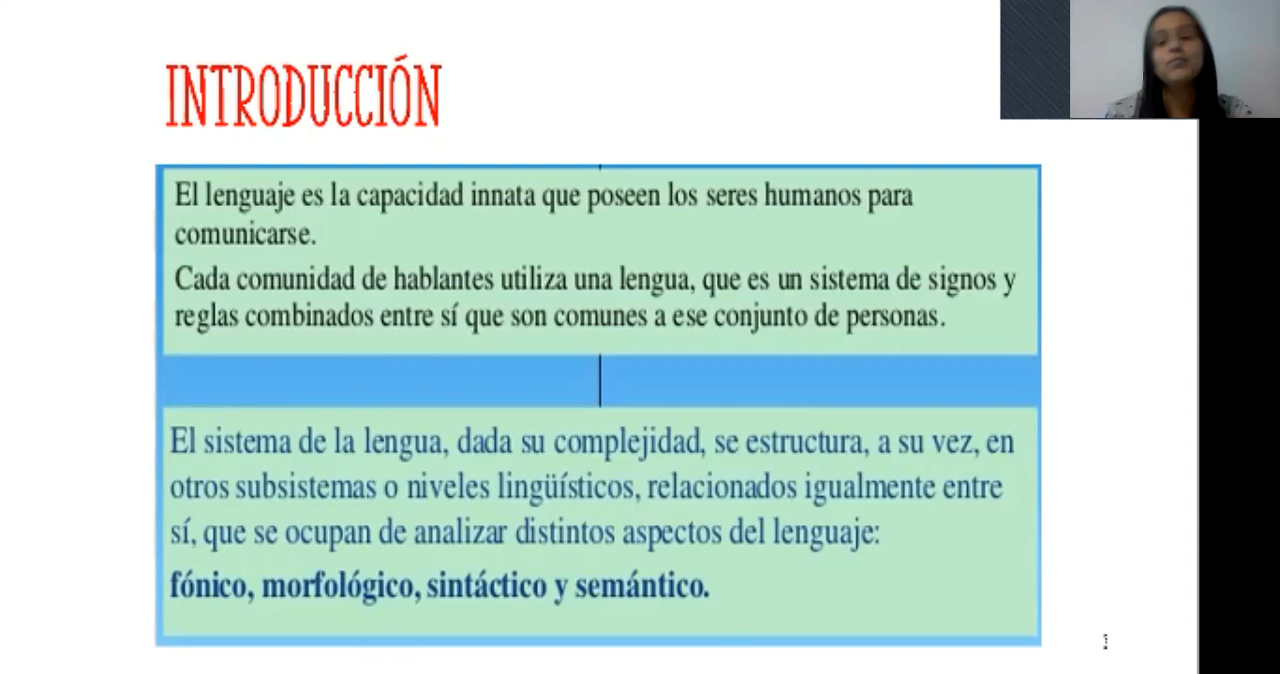 INTRODUCCIÓN
El lenguaje es la capacidad innata que poseen los seres humanos para
comunicarse.
Cada comunidad de hablantes utiliza una lengua, que es un sistema de signos y
reglas combinados entre sí que son comunes a ese conjunto de personas.
El sistema de la lengua, dada su complejidad, se estructura, a su vez, en
otros subsistemas o niveles lingüísticos, relacionados igualmente entre
sí, que se ocupan de analizar distintos aspectos del lenguaje:
fónico, morfológico, sintáctico y semántico.